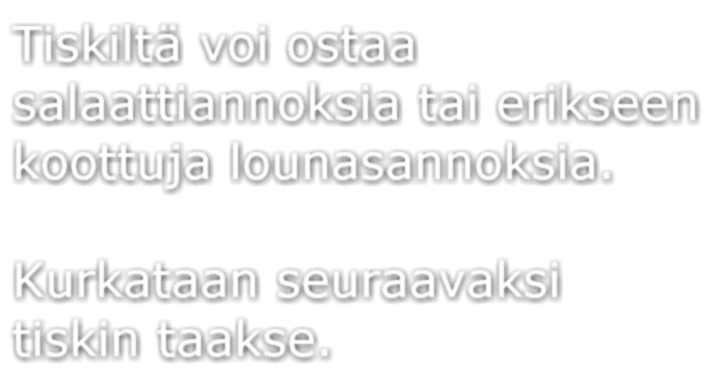 Tiskiltä voi ostaa
salaattiannoksia tai erikseen
koottuja lounasannoksia.
Kurkataan seuraavaksi
tiskin taakse.